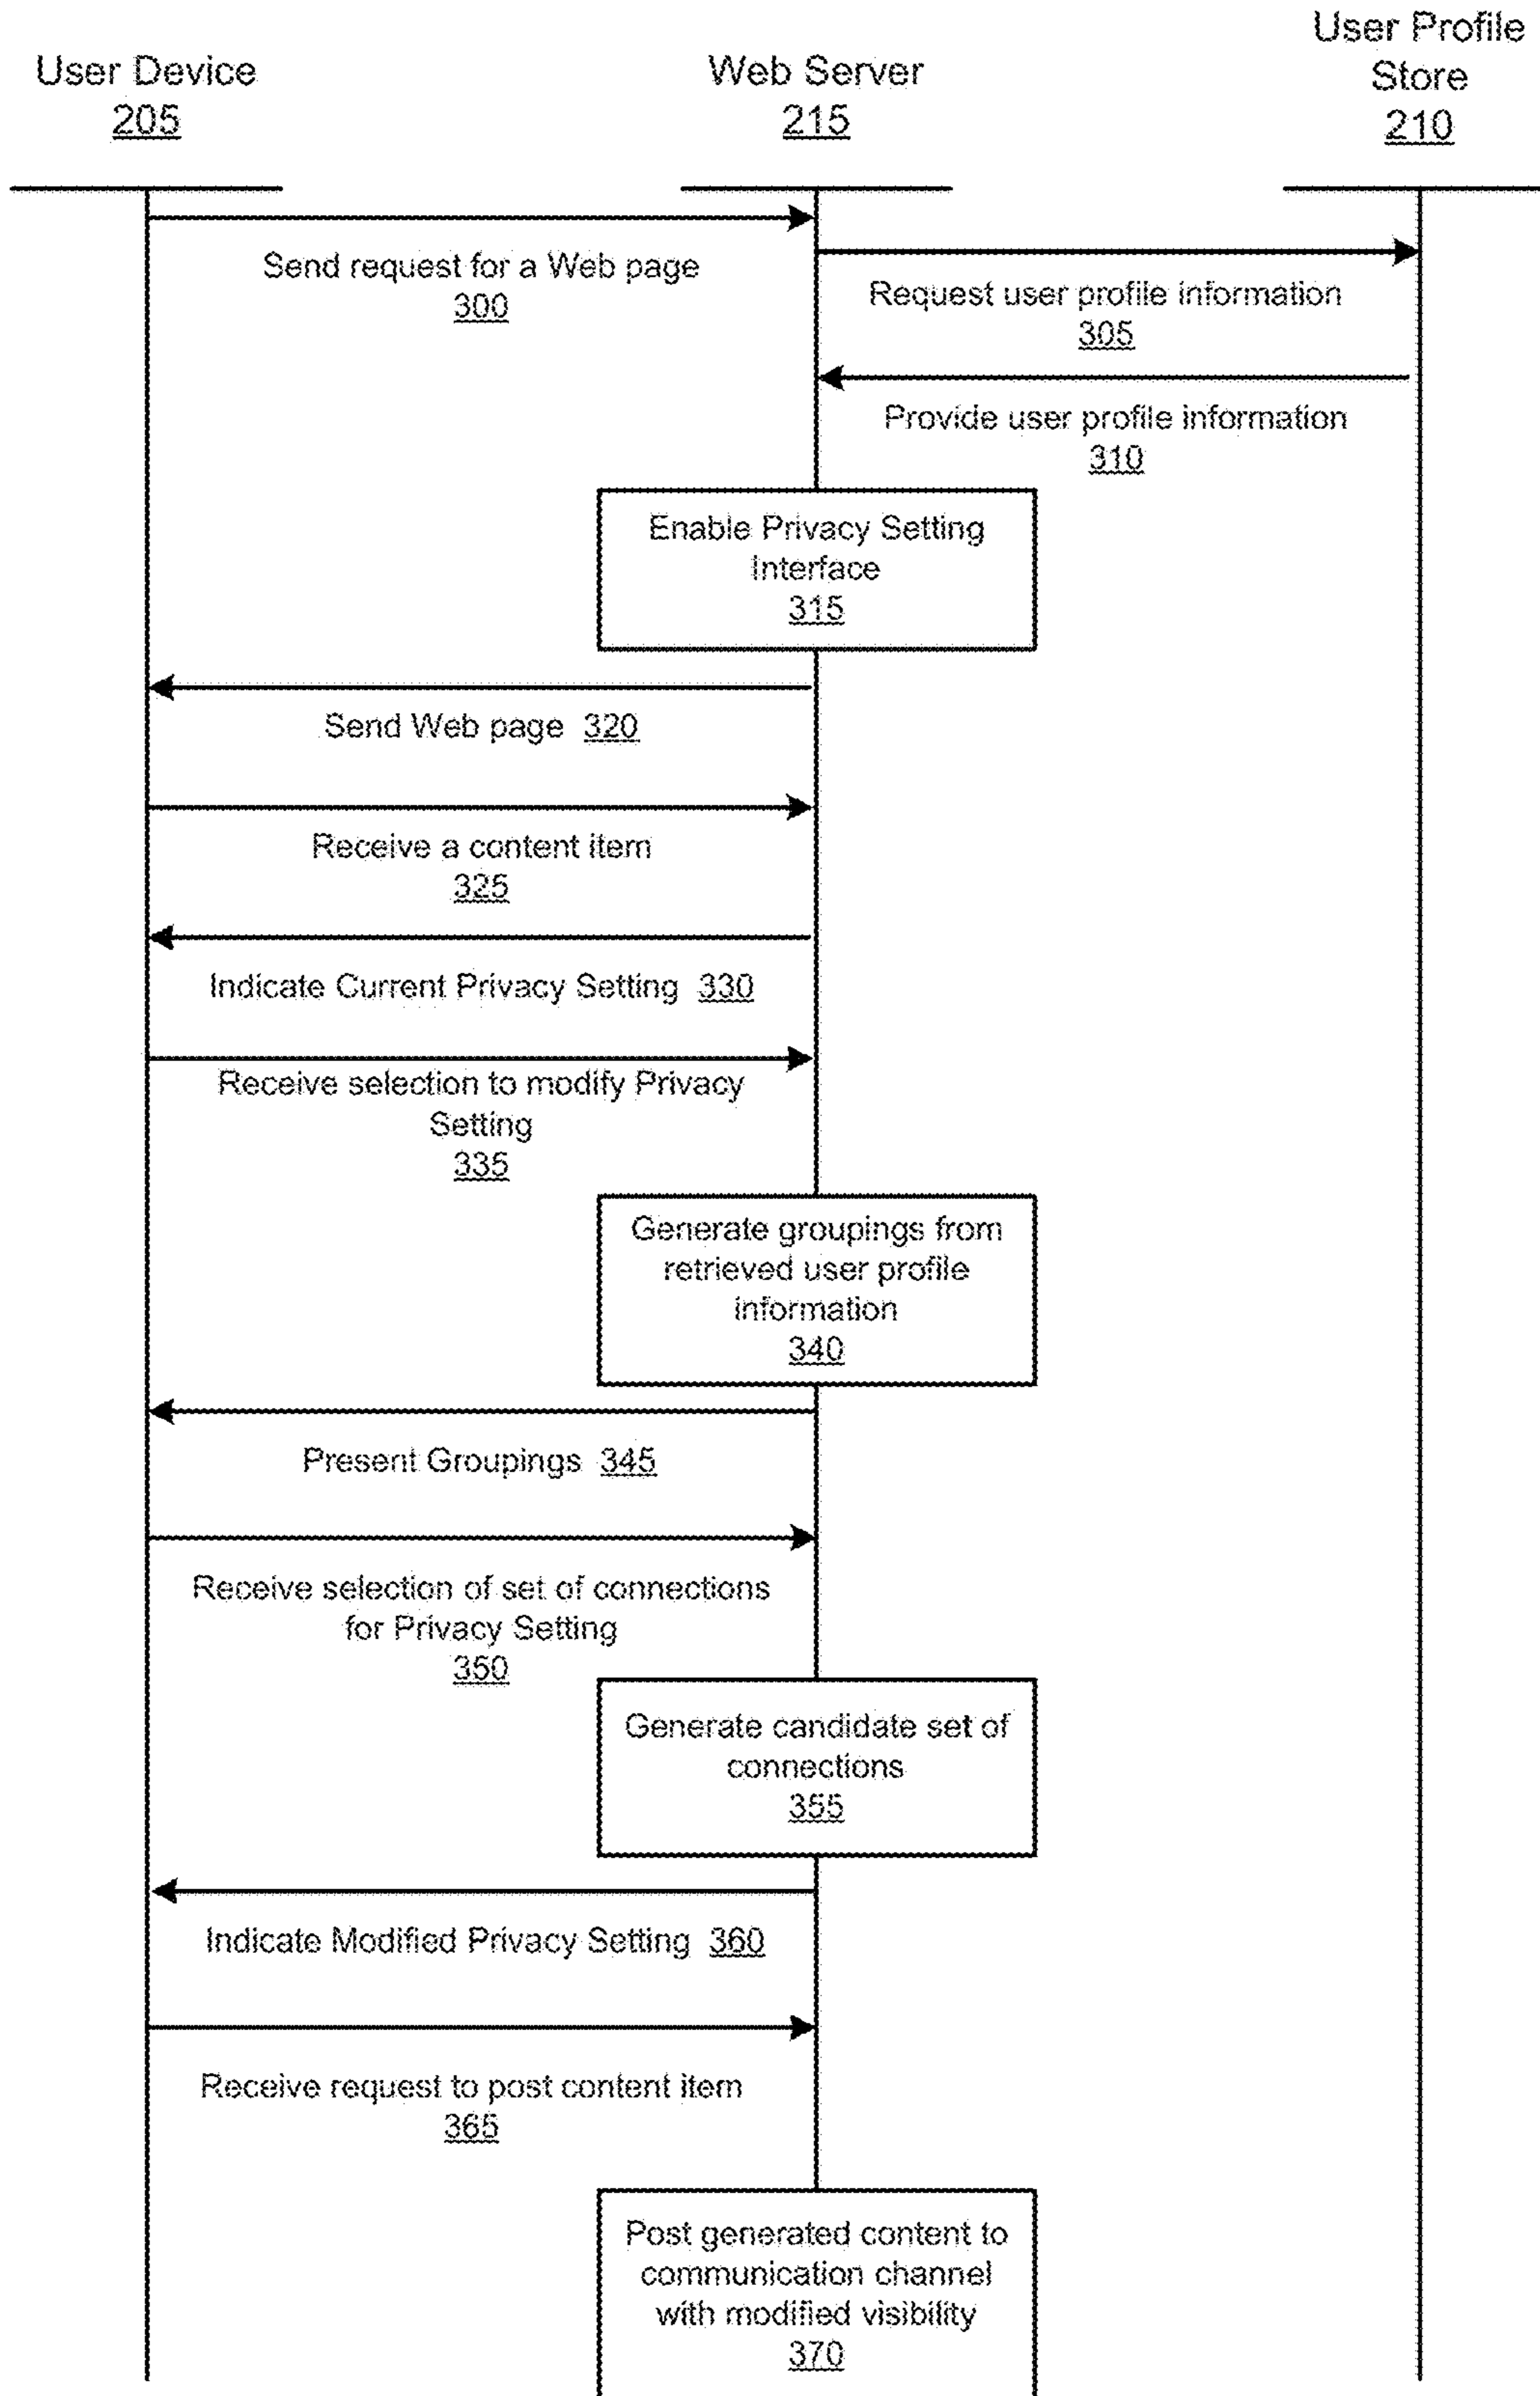 User Device
205
Web Server
215
User Profile
Store
210
Send request for a Web page
300
Request user profile information
305
Provide user profile information
310
Enable Privacy Setting
Interface
315
Send Web page 320
Receive a content item
325
Indicate Current Privacy Setting 330
Receive selection to modify Privacy
Setting
335
Generate groupings from
retrieved user profile
information
340
Present Groupings 345
Receive selection of set of connections
for Privacy Setting
350
Generate candidate set of
connections
355
Indicate Modified Privacy Setting 360
Receive request to post content item
365
Post generated content to
communication channel
with modified visibility
370